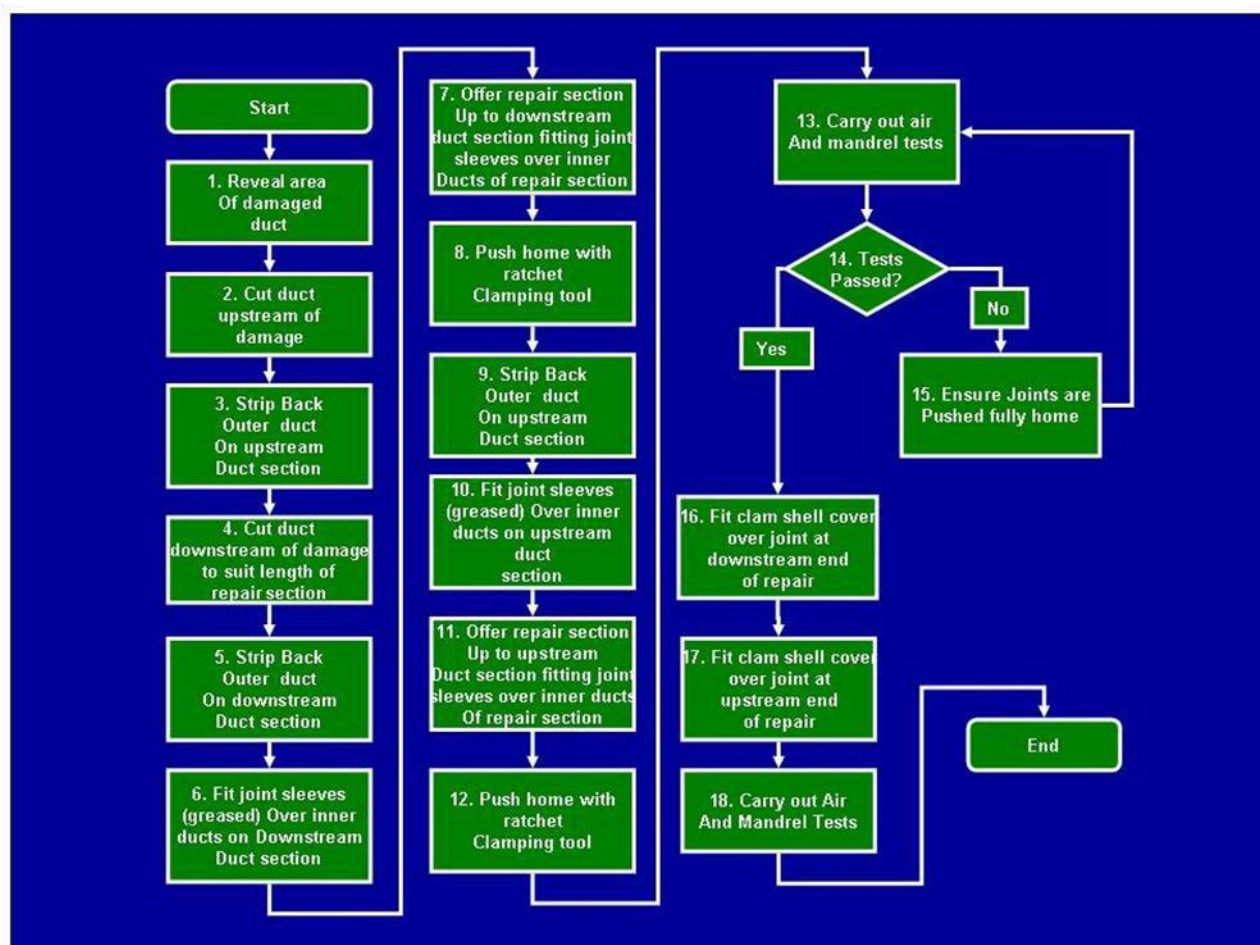 Start
1. Reveal area
Of damaged
duct
2. Cut duct
upstream of
damage
3. Strip Back
Outer duct
On upstream
Duct section
4. Cut duct
downstream of damage
to suit length of
repair section
5. Strip Back
Outer duct
On downstream
Duct section
6. Fit joint sleeves
(greased) Over inner
ducts on Downstream
Duct section
7. Offer repair section
Up to downstream
duct section fitting joint
sleeves over inner
Ducts of repair section
8. Push home with
ratchet
Clamping tool
9. Strip Back
Outer duct
On upstream
Duct section
10. Fit joint sleeves
(greased) Over inner
ducts on upstream
duct
section
11. Offer repair section
Up to upstream
Duct section fitting joint
sleeves over inner ducts
Of repair section
12. Push home with
ratchet
Clamping tool
13. Carry out air
And mandrel tests
14. Tests
Passed?
No
Yes
15. Ensure Joints are
Pushed fully home
16. Fit clam shell cover
over joint at
downstream end
of repair
17. Fit clam shell cover
over joint at
upstream end
of repair
18. Carry out Air
And Mandrel Tests
End